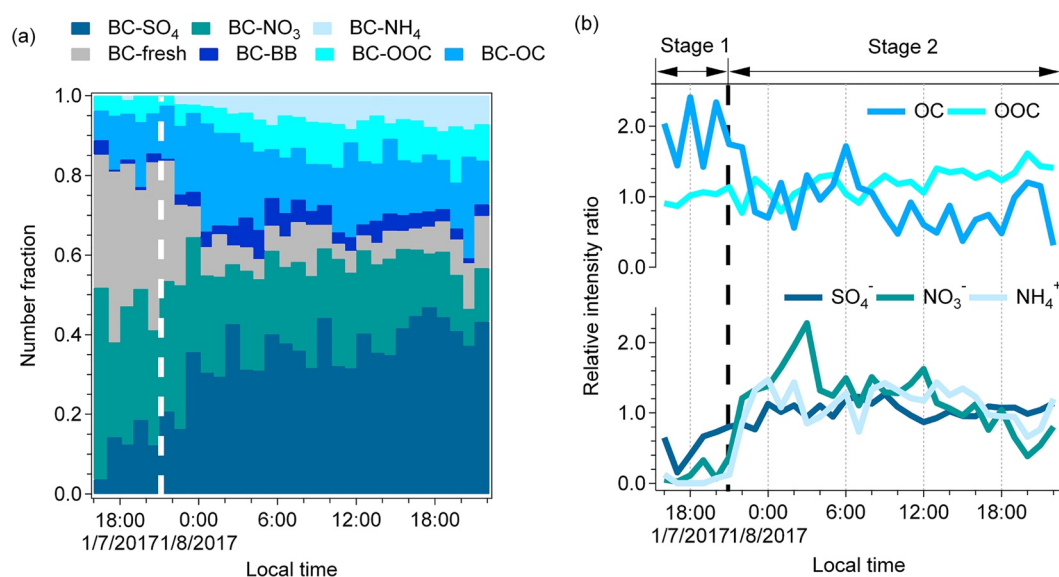 (a)
BC-SO₄ BC-NO₃ BC-NH₄
BC-fresh BC-BB BC-OOC BC-OC
1.0
0.8
0.6
0.4
0.2
0.0
Number fraction
18:00 0:00 6:00 12:00 18:00
1/7/2017 1/8/2017
Local time
(b)
Stage 1 Stage 2
OC OOC
2.0
1.0
0.0
Relative intensity ratio
SO₄⁻ NO₃⁻ NH₄⁺
2.0
1.0
0.0
18:00 0:00 6:00 12:00 18:00
1/7/2017 1/8/2017
Local time